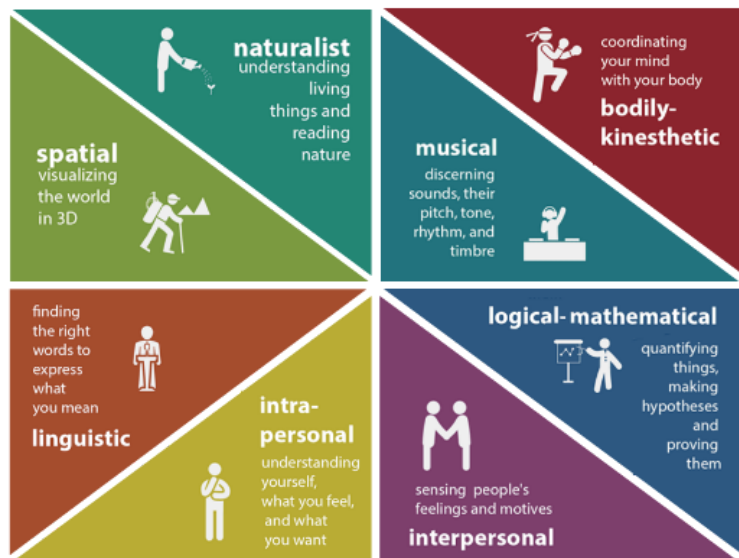 naturalist
understanding
living
things and
reading
nature
spatial
visualizing
the world
in 3D
coordinating
your mind
with your body
bodily-
kinesthetic
musical
discerning
sounds, their
pitch, tone,
rhythm, and
timbre
finding
the right
words to
express
what
you mean
linguistic
intra-
personal
understanding
yourself,
what you feel,
and what
you want
logical-mathematical
quantifying
things,
making
hypotheses
and
proving
them
sensing people's
feelings and motives
interpersonal